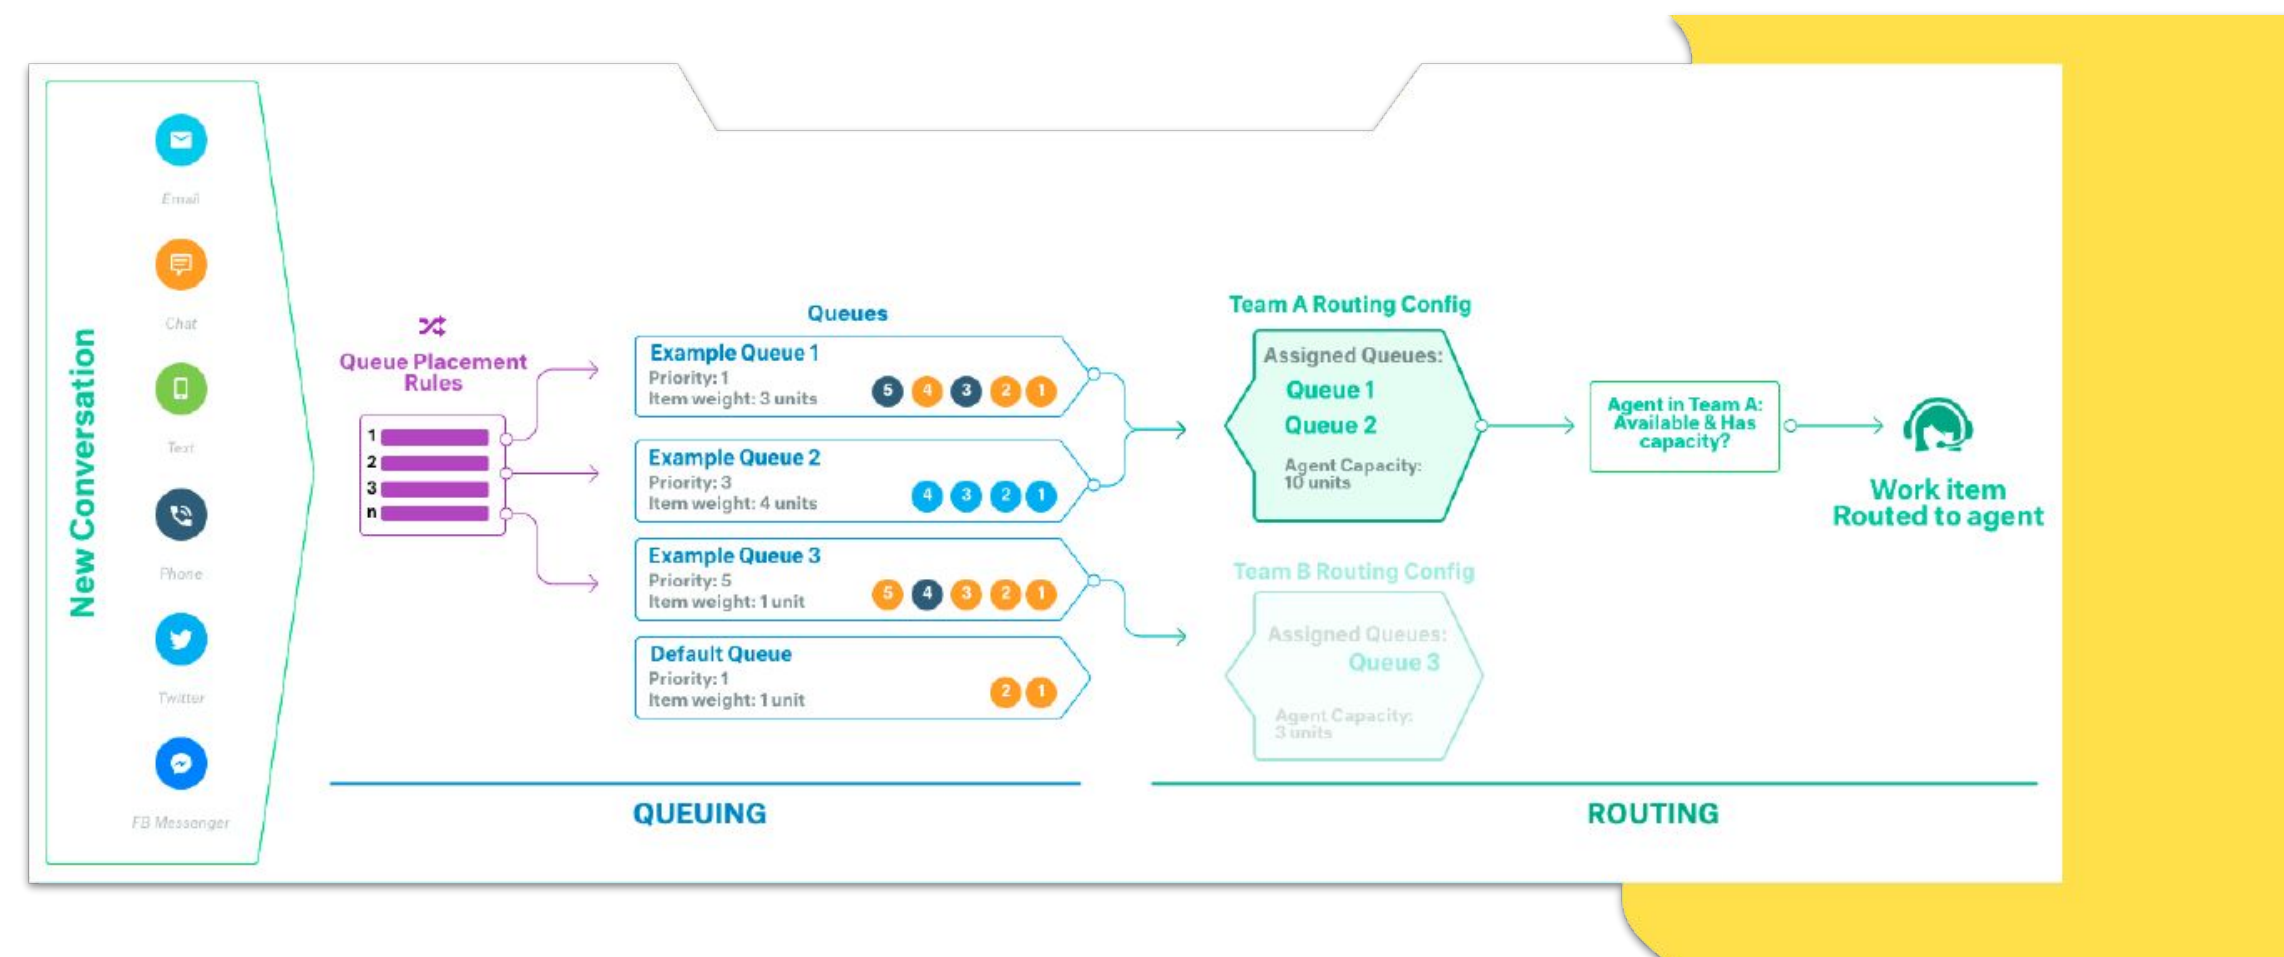 New Conversation
Email
Chat
Text
Phone
Twitter
FB Messanger
Queue Placement
Rules
1
2
3
n
Queues
Example Queue 1
Priority: 1
Item weight: 3 units
5 4 3 2 1
Example Queue 2
Priority: 3
Item weight: 4 units
4 3 2 1
Example Queue 3
Priority: 5
Item weight: 1 unit
5 4 3 2 1
Default Queue
Priority: 1
Item weight: 1 unit
2 1
QUEUING
Team A Routing Config
Assigned Queues:
Queue 1
Queue 2
Agent Capacity:
10 units
Team B Routing Config
Assigned Queues:
Queue 3
Agent Capacity:
3 units
Agent in Team A:
Available & Has
capacity?
Work item
Routed to agent
ROUTING